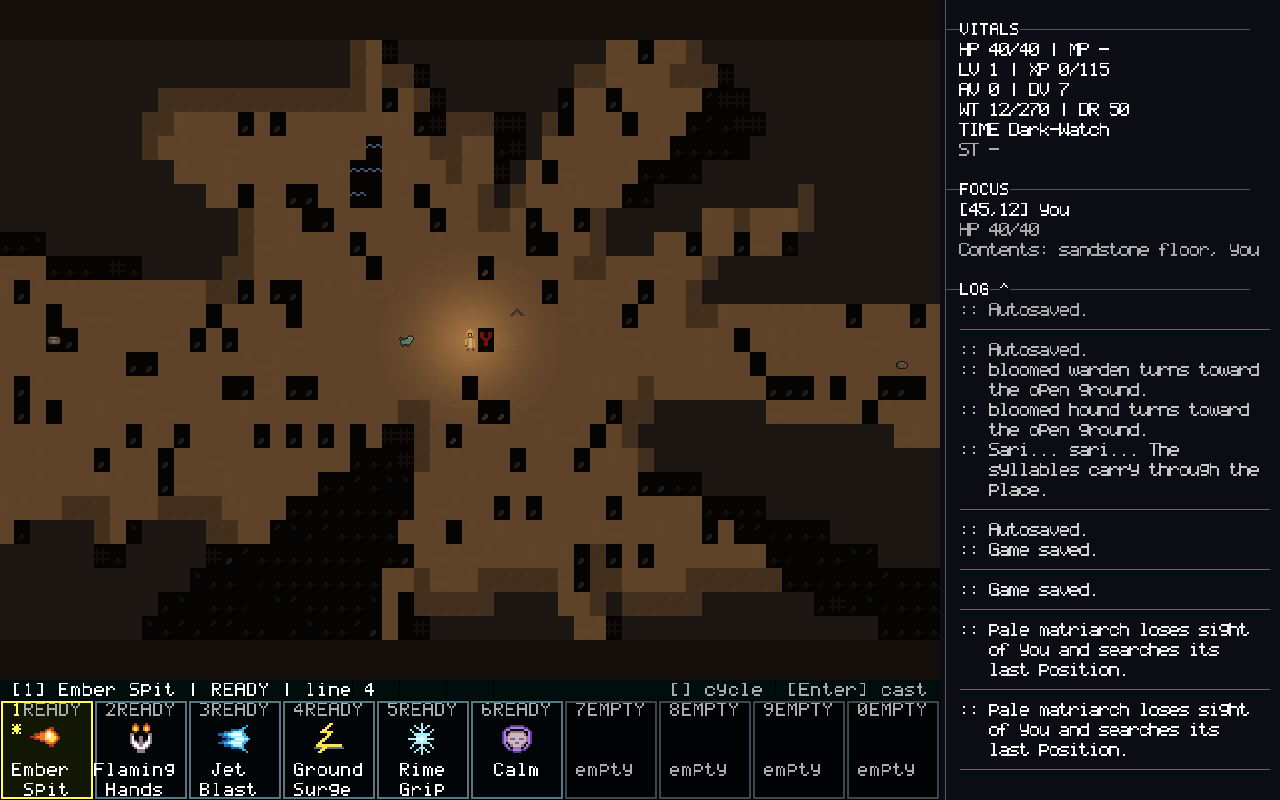 VITALS
HP 40/40 | MP -
LV 1 | XP 0/115
AV 0 | DV 7
WT 12/270 | DR 50
TIME Dark-Watch
ST -
FOCUS
[45,12] You
HP 40/40
Contents: sandstone floor, You
LOG ^
:: Autosaved.
:: Autosaved.
:: bloomed warden turns toward
the oPen ground.
:: bloomed hound turns toward
the oPen ground.
:: Sari... sari... The
syllables carry through the
Place.
:: Autosaved.
:: Game saved.
:: Game saved.
:: Pale matriarch loses sight
of You and searches its
last Position.
:: Pale matriarch loses sight
of You and searches its
last Position.
Y
[1] Ember SPit | READY | line 4
[] cycle [Enter] cast
1READY 2READY 3READY 4READY 5READY 6READY 7EMPTY 8EMPTY 9EMPTY 0EMPTY
*
Ember Flaming Jet Ground Rime Calm emPty emPty emPty emPty
SPit Hands Blast Surge GriP